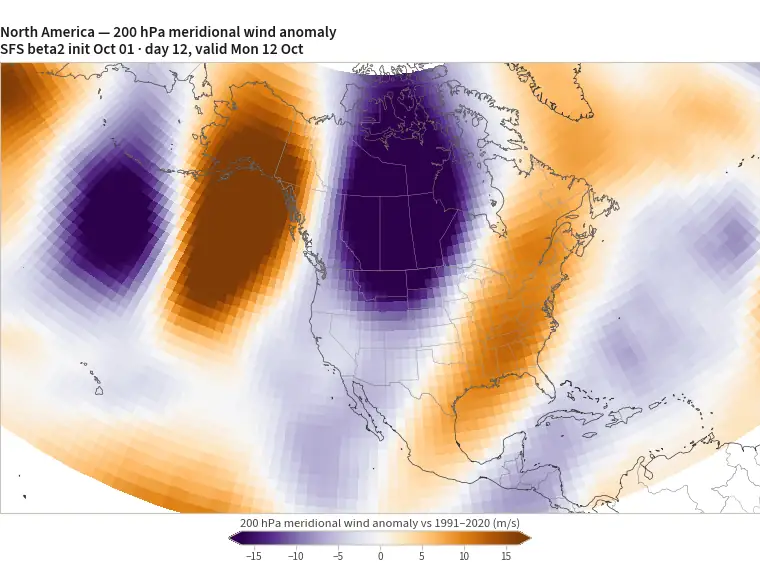 North America — 200 hPa meridional wind anomaly
SFS beta2 init Oct 01 · day 12, valid Mon 12 Oct
200 hPa meridional wind anomaly vs 1991–2020 (m/s)
−15 −10 −5 0 5 10 15